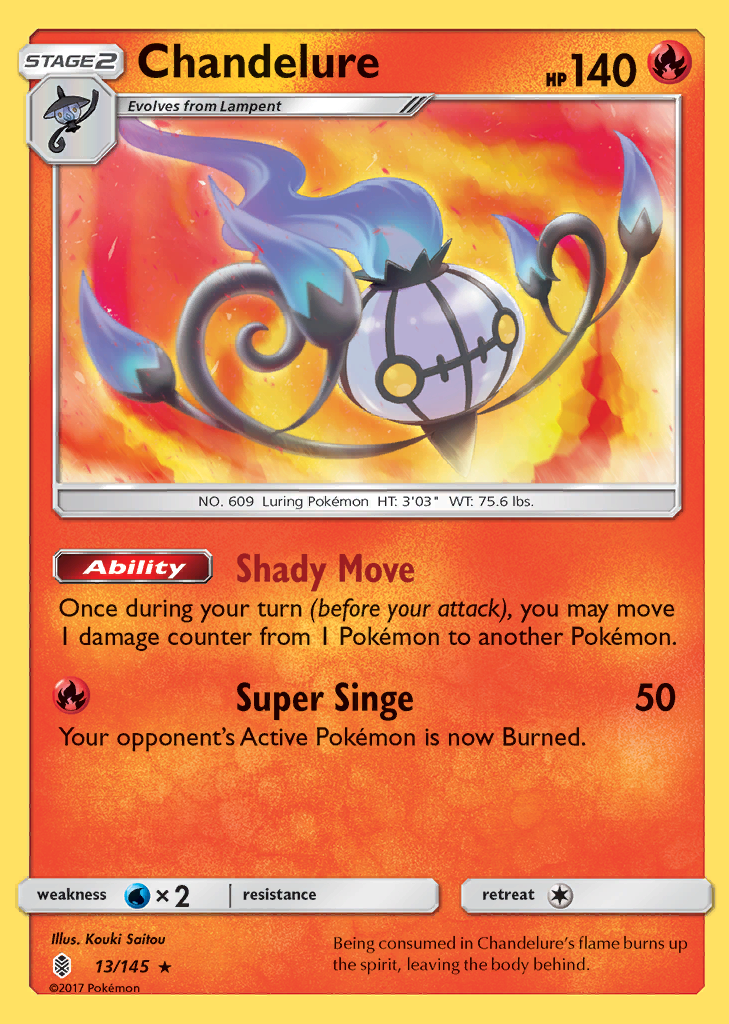 STAGE2
Chandelure
HP 140
Evolves from Lampent
NO. 609 Luring Pokémon HT: 3'03" WT: 75.6 lbs.
Ability Shady Move
Once during your turn (before your attack), you may move
1 damage counter from 1 Pokémon to another Pokémon.
Super Singe 50
Your opponent's Active Pokémon is now Burned.
weakness ×2 resistance retreat
Illus. Kouki Saitou
13/145 ★
©2017 Pokémon
Being consumed in Chandelure's flame burns up
the spirit, leaving the body behind.